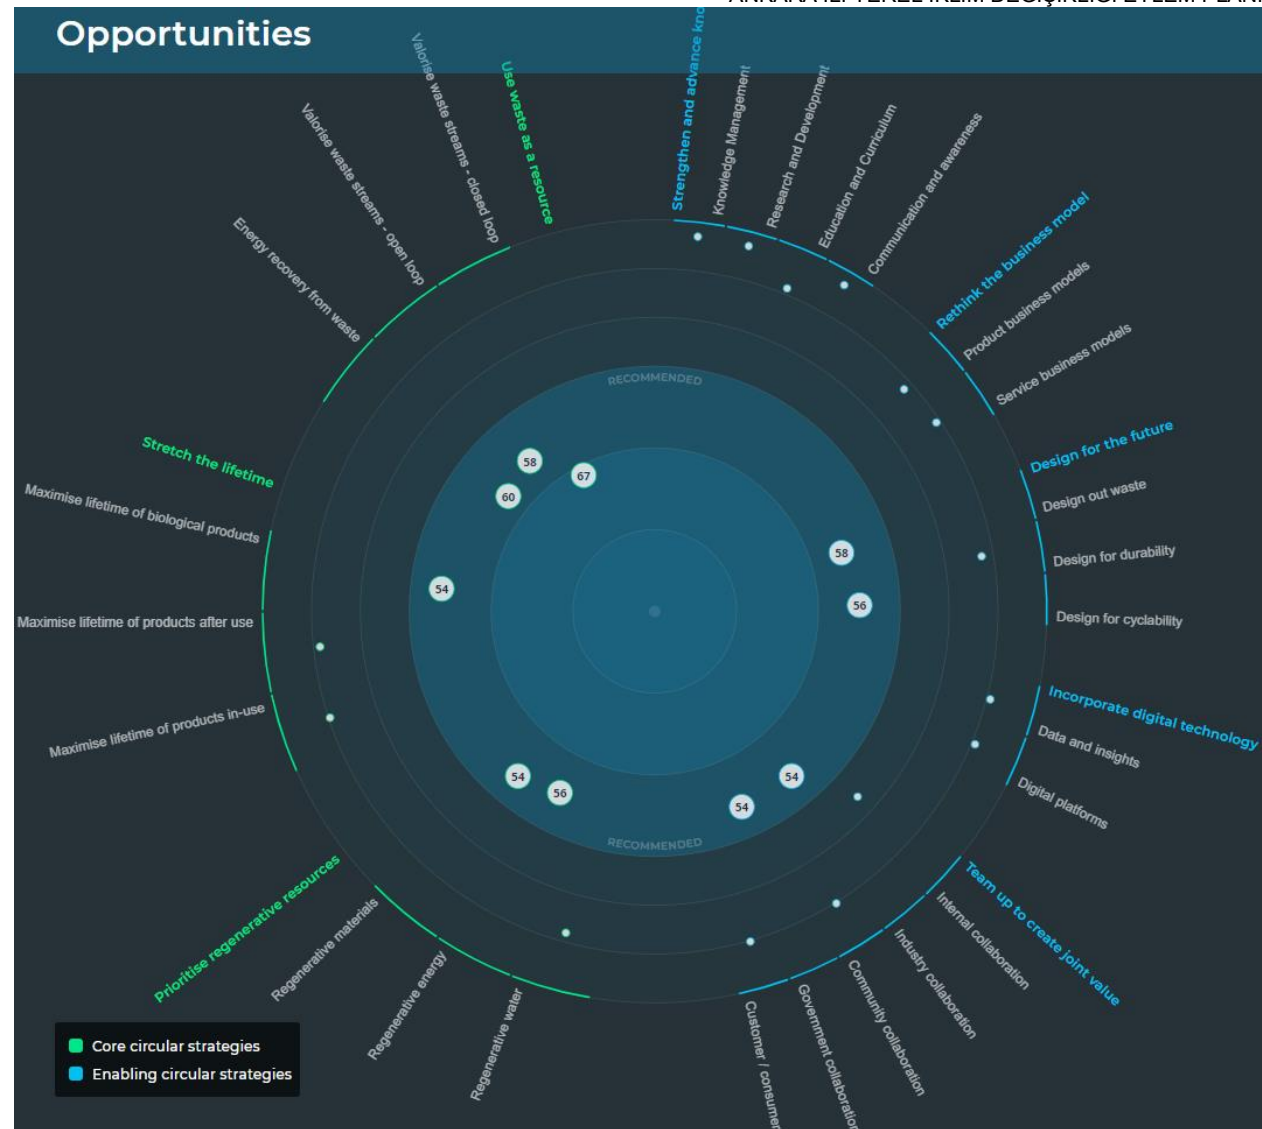 Opportunities
Use waste as a resource
Valorise waste streams - closed loop
Valorise waste streams - open loop
Energy recovery from waste
Stretch the lifetime
Maximise lifetime of biological products
Maximise lifetime of products after use
Maximise lifetime of products in-use
Prioritise regenerative resources
Regenerative materials
Regenerative energy
Regenerative water
Strengthen and advance
Knowledge Management
Research and Development
Education and Curriculum
Communication and awareness
Rethink the business model
Product business models
Service business models
Design for the future
Design out waste
Design for durability
Design for cyclability
Incorporate digital technology
Data and insights
Digital platforms
Team up to create joint value
Internal collaboration
Industry collaboration
Community collaboration
Government collaboration
Customer / consumer
RECOMMENDED
58
67
60
54
58
56
54
56
54
54
RECOMMENDED
Core circular strategies
Enabling circular strategies